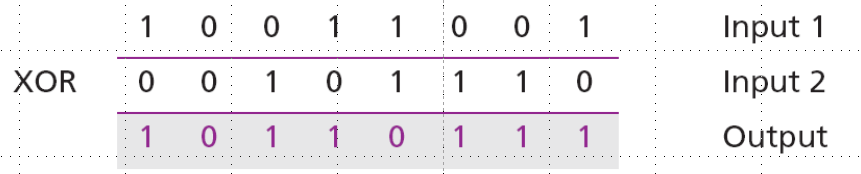 1 0 0 1 1 0 0 1 Input 1
XOR 0 0 1 0 1 1 1 0 Input 2
1 0 1 1 0 1 1 1 Output